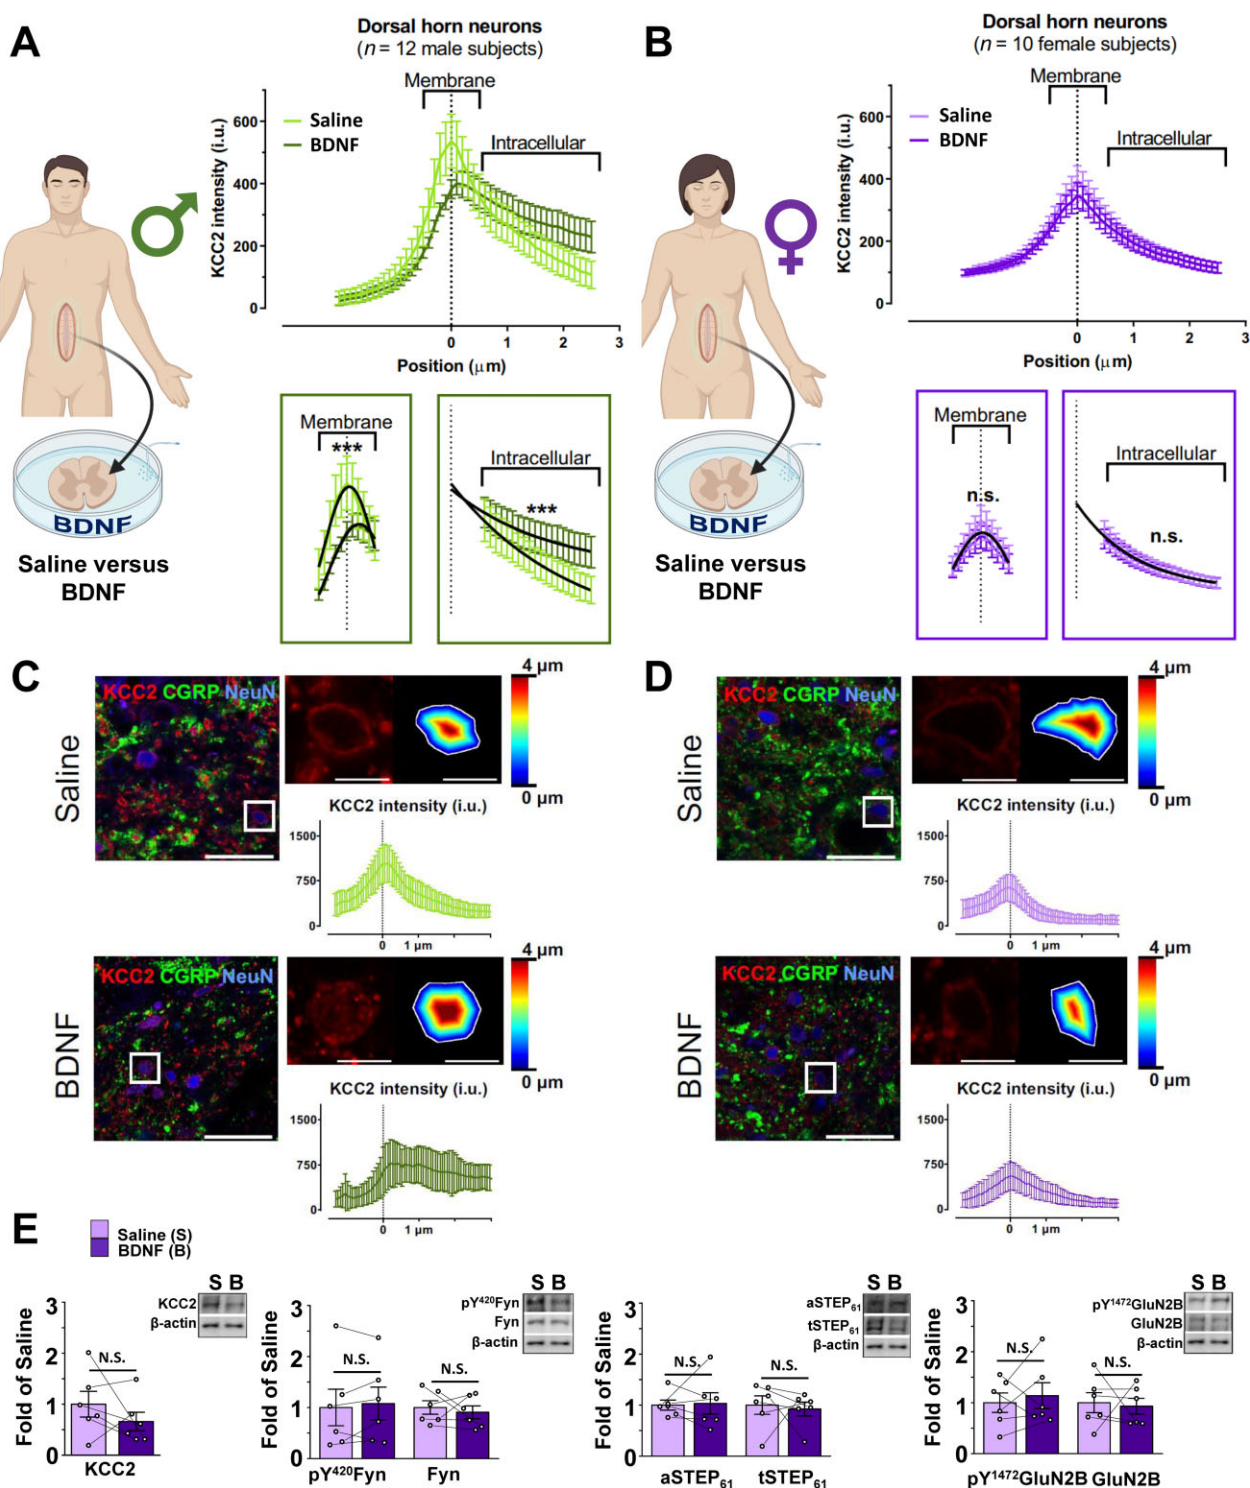 A
Dorsal horn neurons
(n = 12 male subjects)
Membrane
Saline
BDNF
Intracellular
KCC2 intensity (i.u.)
600
400
200
0
0
1
2
3
Position (μm)
Membrane
***
Intracellular
***
BDNF
Saline versus
BDNF
B
Dorsal horn neurons
(n = 10 female subjects)
Membrane
Saline
BDNF
Intracellular
KCC2 intensity (i.u.)
600
400
200
0
0
1
2
3
Position (μm)
Membrane
n.s.
Intracellular
n.s.
BDNF
Saline versus
BDNF
C
Saline
KCC2 CGRP NeuN
4 μm
0 μm
KCC2 intensity (i.u.)
1500
750
0
0 1 μm
BDNF
KCC2 CGRP NeuN
4 μm
0 μm
KCC2 intensity (i.u.)
1500
750
0
0 1 μm
D
Saline
KCC2 CGRP NeuN
4 μm
0 μm
KCC2 intensity (i.u.)
1500
750
0
0 1 μm
BDNF
KCC2 CGRP NeuN
4 μm
0 μm
KCC2 intensity (i.u.)
1500
750
0
0 1 μm
E
Saline (S)
BDNF (B)
S B
KCC2
β-actin
Fold of Saline
3
2
1
0
N.S.
KCC2
S B
pY⁴²⁰Fyn
Fyn
β-actin
Fold of Saline
3
2
1
0
N.S.
N.S.
pY⁴²⁰Fyn Fyn
S B
aSTEP₆₁
tSTEP₆₁
β-actin
Fold of Saline
3
2
1
0
N.S.
N.S.
aSTEP₆₁ tSTEP₆₁
S B
pY¹⁴⁷²GluN2B
GluN2B
β-actin
Fold of Saline
3
2
1
0
N.S.
N.S.
pY¹⁴⁷²GluN2B GluN2B